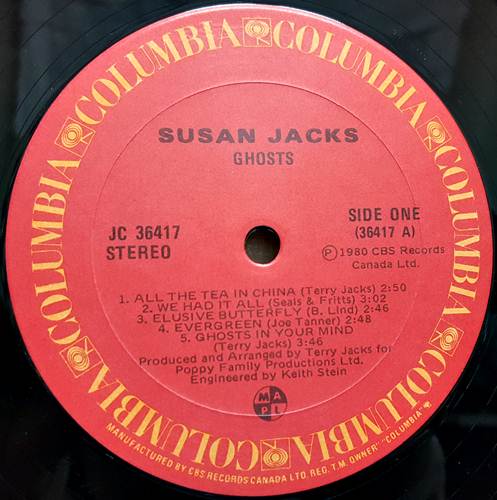 COLUMBIA COLUMBIA COLUMBIA COLUMBIA COLUMBIA COLUMBIA
SUSAN JACKS
GHOSTS
JC 36417
STEREO
SIDE ONE
(36417 A)
Ⓟ 1980 CBS Records
Canada Ltd.
1. ALL THE TEA IN CHINA (Terry Jacks) 2:50
2. WE HAD IT ALL (Seals & Fritts) 3:02
3. ELUSIVE BUTTERFLY (B. Lind) 2:46
4. EVERGREEN (Joe Tanner) 2:48
5. GHOSTS IN YOUR MIND
(Terry Jacks) 3:46
Produced and Arranged by Terry Jacks for
Poppy Family Productions Ltd.
Engineered by Keith Stein
M A P L
MANUFACTURED BY CBS RECORDS CANADA LTD. REG. T.M. OWNER "COLUMBIA"